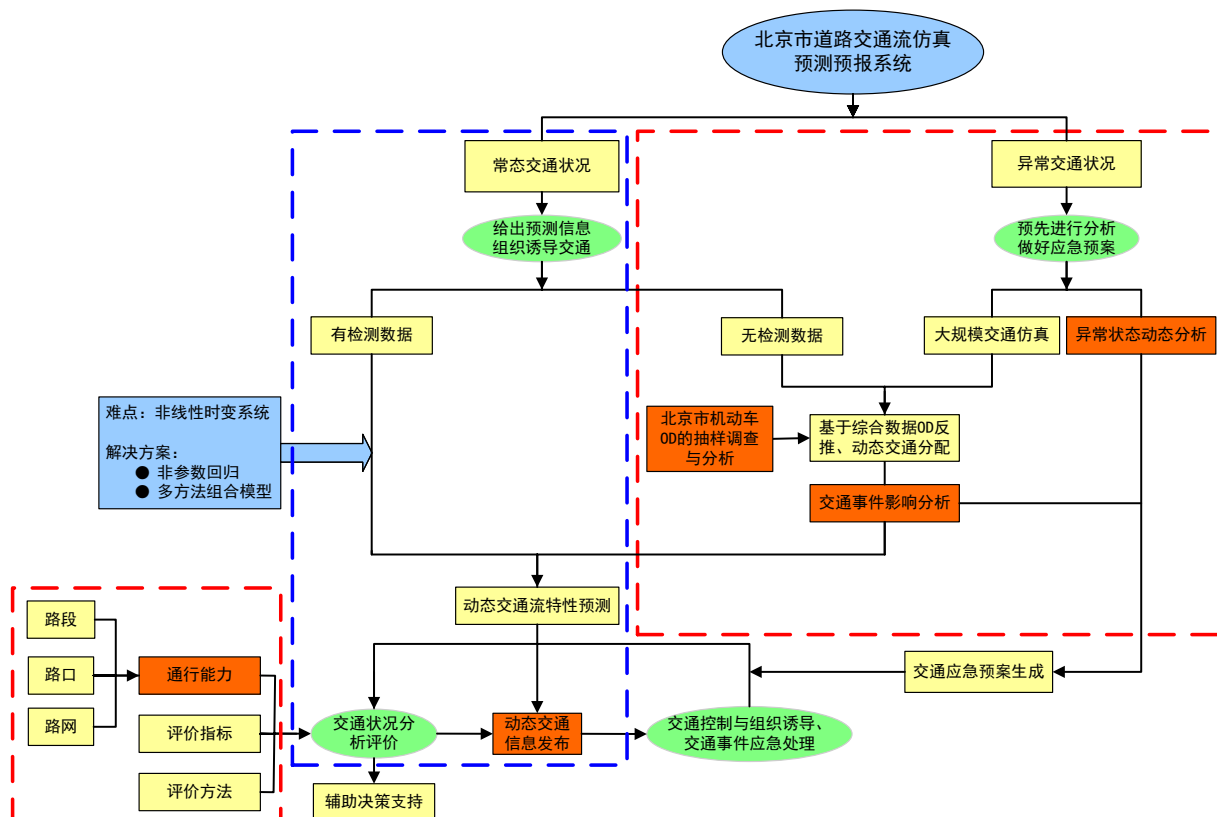 北京市道路交通流仿真
预测预报系统
常态交通状况
异常交通状况
给出预测信息
组织诱导交通
预先进行分析
做好应急预案
有检测数据
无检测数据
大规模交通仿真
异常状态动态分析
难点：非线性时变系统
解决方案：
● 非参数回归
● 多方法组合模型
北京市机动车
OD的抽样调查
与分析
基于综合数据OD反
推、动态交通分配
交通事件影响分析
动态交通流特性预测
路段
路口
路网
通行能力
评价指标
评价方法
交通应急预案生成
交通状况分
析评价
动态交通
信息发布
交通控制与组织诱导、
交通事件应急处理
辅助决策支持